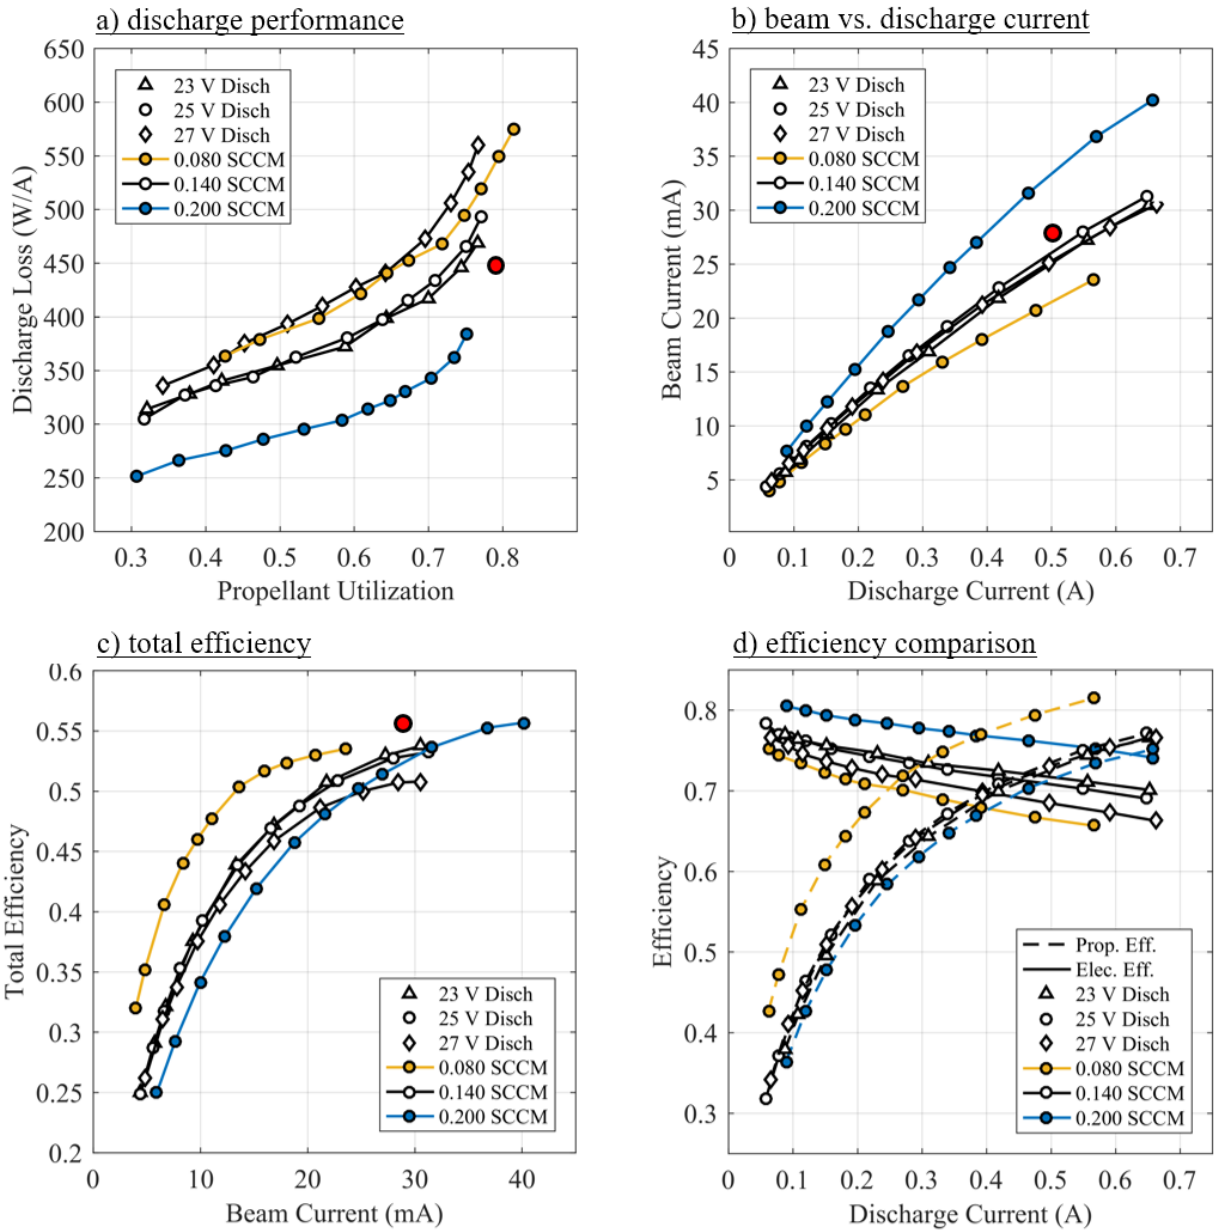 a) discharge performance
650
600
550
500
450
400
350
300
250
200
Discharge Loss (W/A)
23 V Disch
25 V Disch
27 V Disch
0.080 SCCM
0.140 SCCM
0.200 SCCM
0.3 0.4 0.5 0.6 0.7 0.8
Propellant Utilization
b) beam vs. discharge current
45
40
35
30
25
20
15
10
5
Beam Current (mA)
23 V Disch
25 V Disch
27 V Disch
0.080 SCCM
0.140 SCCM
0.200 SCCM
0 0.1 0.2 0.3 0.4 0.5 0.6 0.7
Discharge Current (A)
c) total efficiency
0.6
0.55
0.5
0.45
0.4
0.35
0.3
0.25
0.2
Total Efficiency
23 V Disch
25 V Disch
27 V Disch
0.080 SCCM
0.140 SCCM
0.200 SCCM
0 10 20 30 40
Beam Current (mA)
d) efficiency comparison
0.8
0.7
0.6
0.5
0.4
0.3
Efficiency
Prop. Eff.
Elec. Eff.
23 V Disch
25 V Disch
27 V Disch
0.080 SCCM
0.140 SCCM
0.200 SCCM
0 0.1 0.2 0.3 0.4 0.5 0.6 0.7
Discharge Current (A)